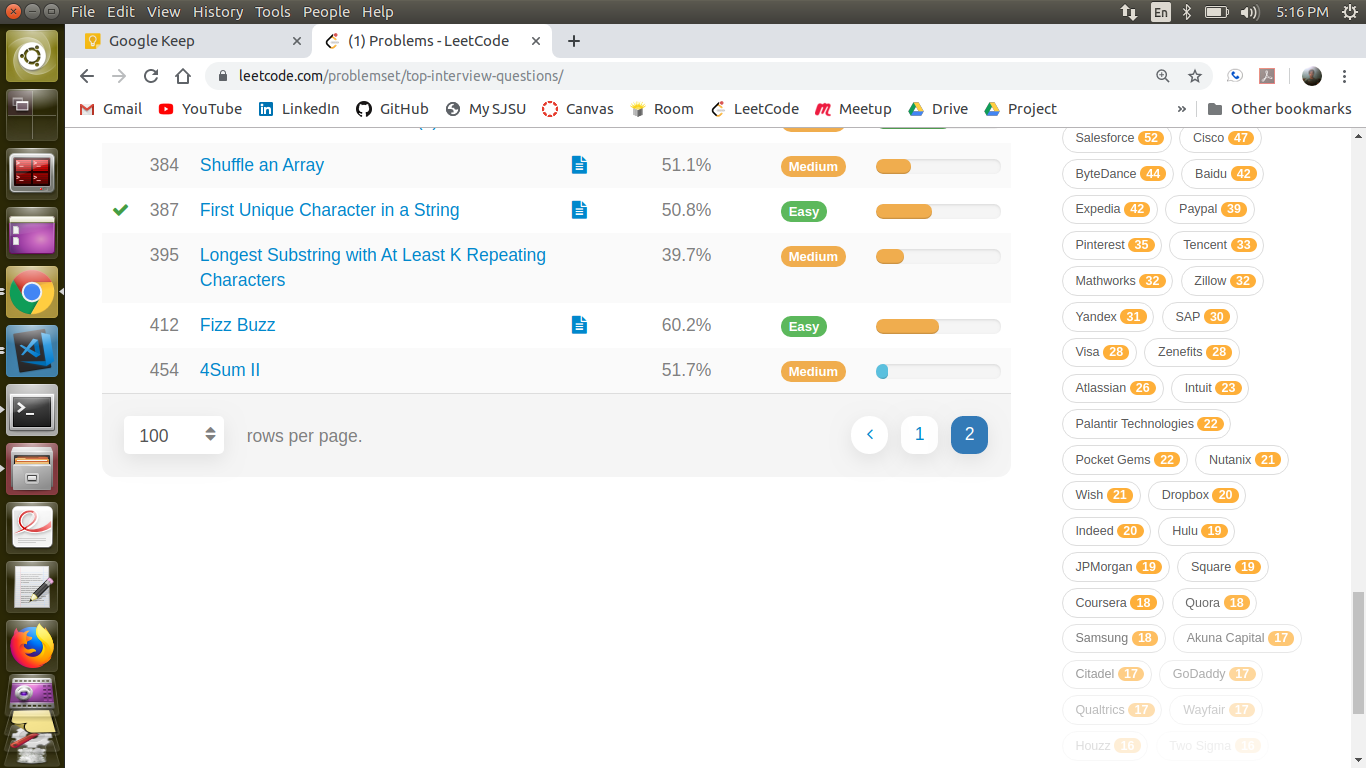 File Edit View History Tools People Help
En 5:16 PM
Google Keep
(1) Problems - LeetCode
leetcode.com/problemset/top-interview-questions/
Gmail YouTube LinkedIn GitHub My SJSU Canvas Room LeetCode Meetup Drive Project » Other bookmarks
384 Shuffle an Array 51.1% Medium
387 First Unique Character in a String 50.8% Easy
395 Longest Substring with At Least K Repeating 39.7% Medium
Characters
412 Fizz Buzz 60.2% Easy
454 4Sum II 51.7% Medium
100 rows per page. 1 2
Salesforce 52 Cisco 47
ByteDance 44 Baidu 42
Expedia 42 Paypal 39
Pinterest 35 Tencent 33
Mathworks 32 Zillow 32
Yandex 31 SAP 30
Visa 28 Zenefits 28
Atlassian 26 Intuit 23
Palantir Technologies 22
Pocket Gems 22 Nutanix 21
Wish 21 Dropbox 20
Indeed 20 Hulu 19
JPMorgan 19 Square 19
Coursera 18 Quora 18
Samsung 18 Akuna Capital 17
Citadel 17 GoDaddy 17
Qualtrics 17 Wayfair 17
Houzz 16 Two Sigma 16